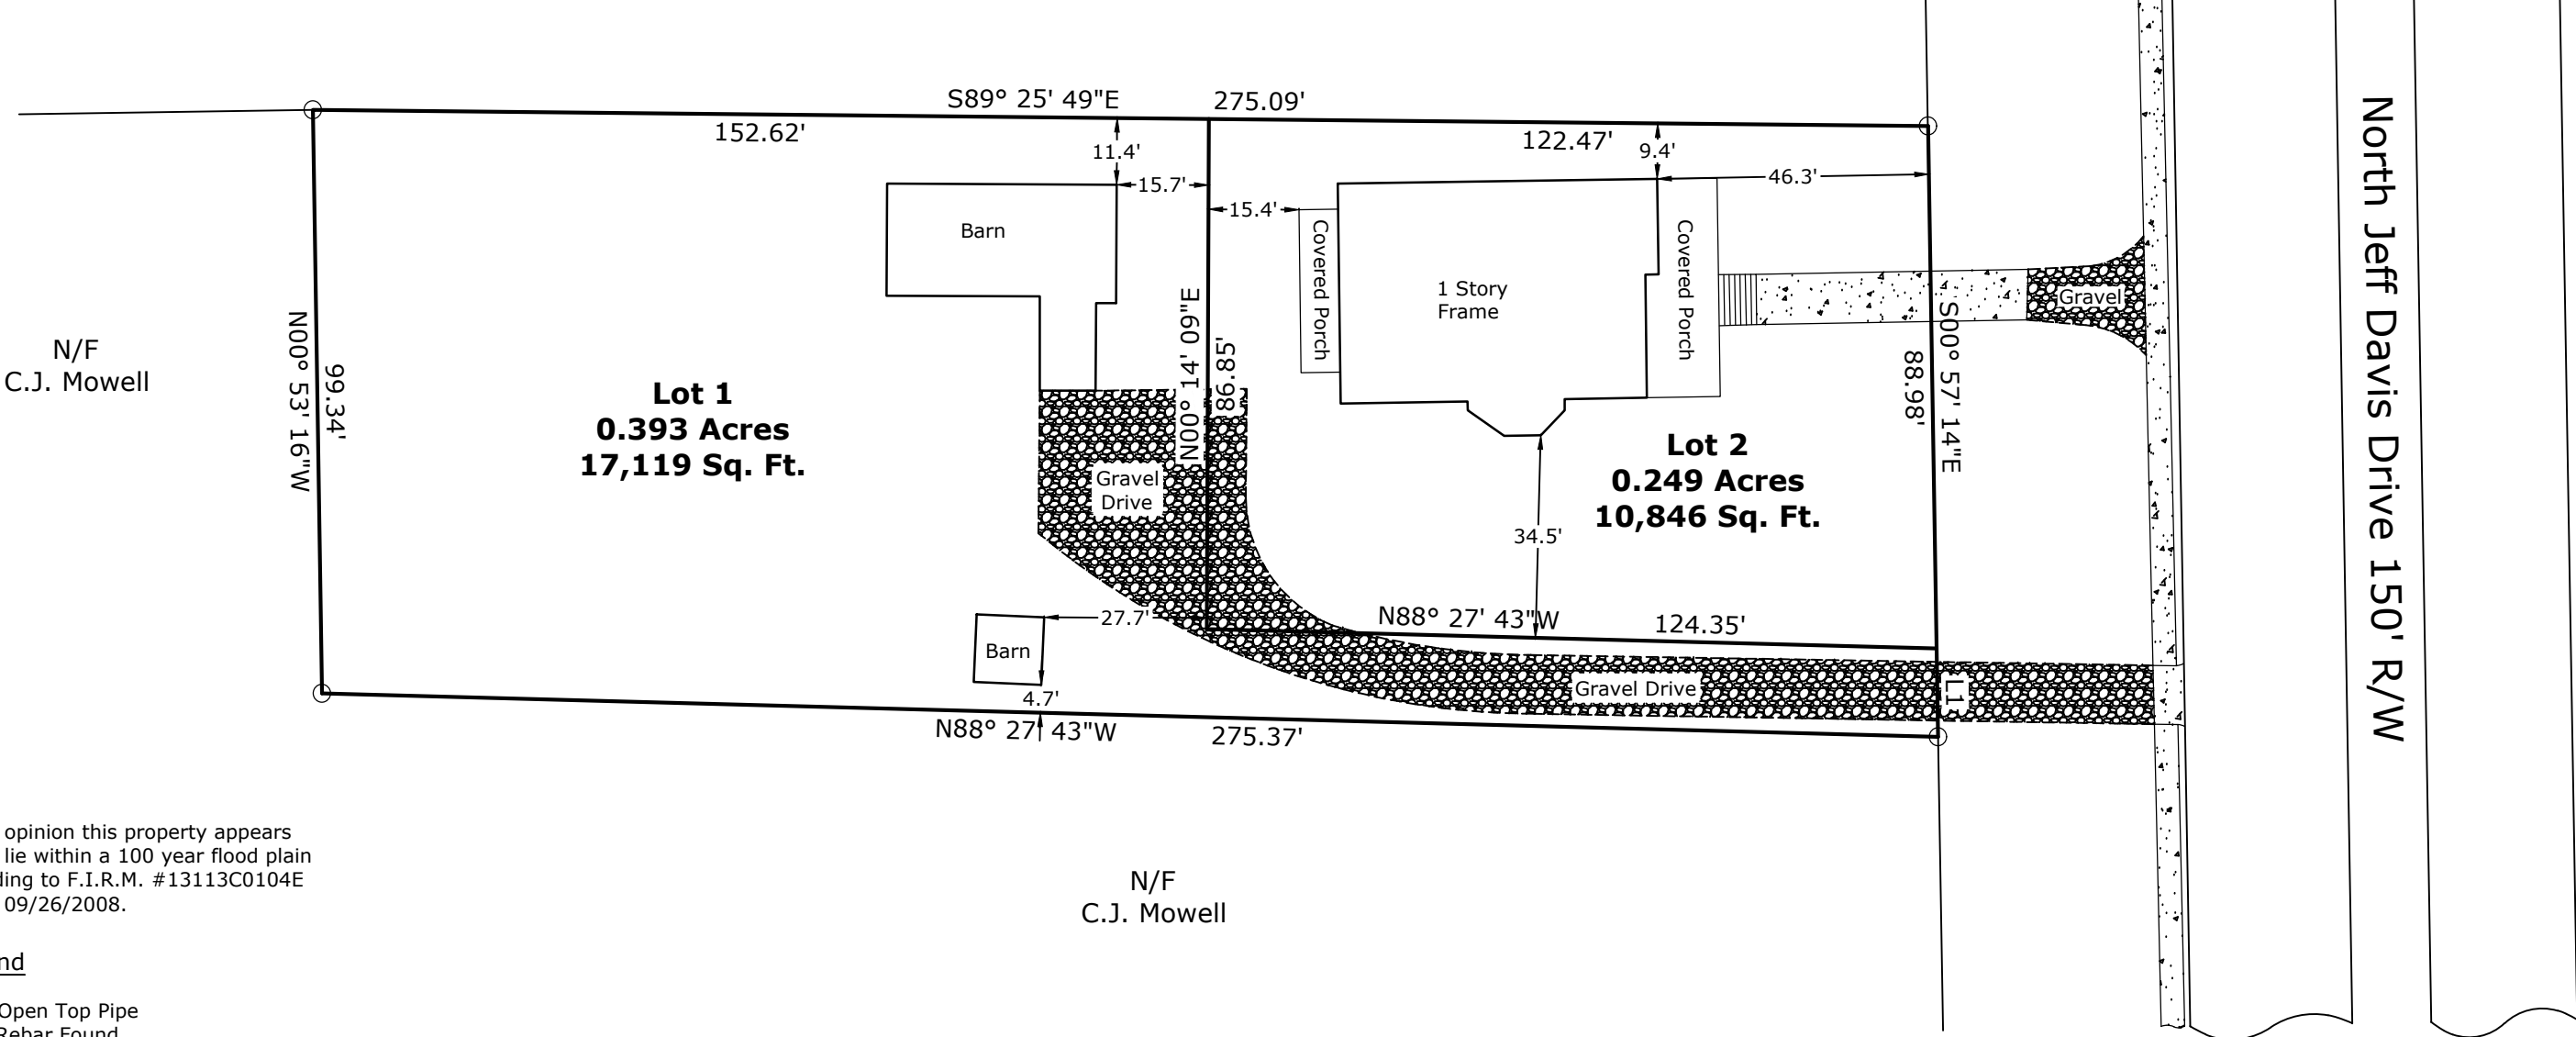 S89° 25' 49"E 275.09'
152.62'
122.47'
11.4'
9.4'
15.7'
46.3'
15.4'
Barn
Covered Porch
1 Story
Frame
Covered Porch
Gravel
North Jeff Davis Drive 150' R/W
N/F
C.J. Mowell
N00° 53' 16"W
99.34'
N00° 14' 09"E
86.85'
S00° 57' 14"E
88.98'
Lot 1
0.393 Acres
17,119 Sq. Ft.
Lot 2
0.249 Acres
10,846 Sq. Ft.
Gravel
Drive
34.5'
27.7'
N88° 27' 43"W 124.35'
Barn
4.7'
Gravel Drive
L1
N88° 27' 43"W 275.37'
opinion this property appears
lie within a 100 year flood plain
ding to F.I.R.M. #13113C0104E
09/26/2008.
N/F
C.J. Mowell
nd
Open Top Pipe
Rebar Found